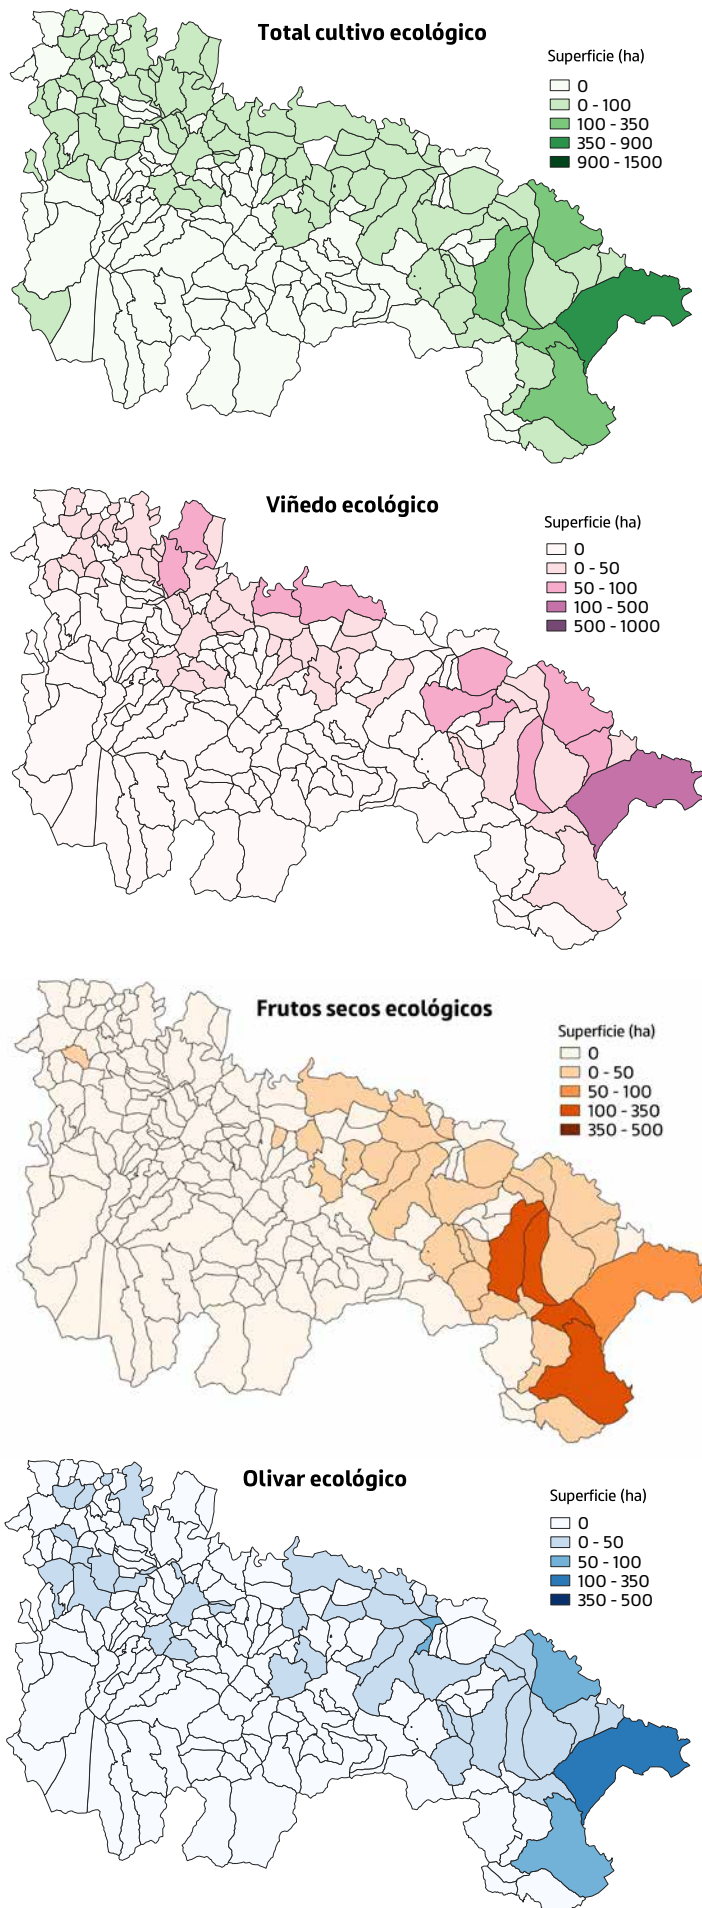 Total cultivo ecológico
Superficie (ha)
0
0 - 100
100 - 350
350 - 900
900 - 1500
Viñedo ecológico
Superficie (ha)
0
0 - 50
50 - 100
100 - 500
500 - 1000
Frutos secos ecológicos
Superficie (ha)
0
0 - 50
50 - 100
100 - 350
350 - 500
Olivar ecológico
Superficie (ha)
0
0 - 50
50 - 100
100 - 350
350 - 500